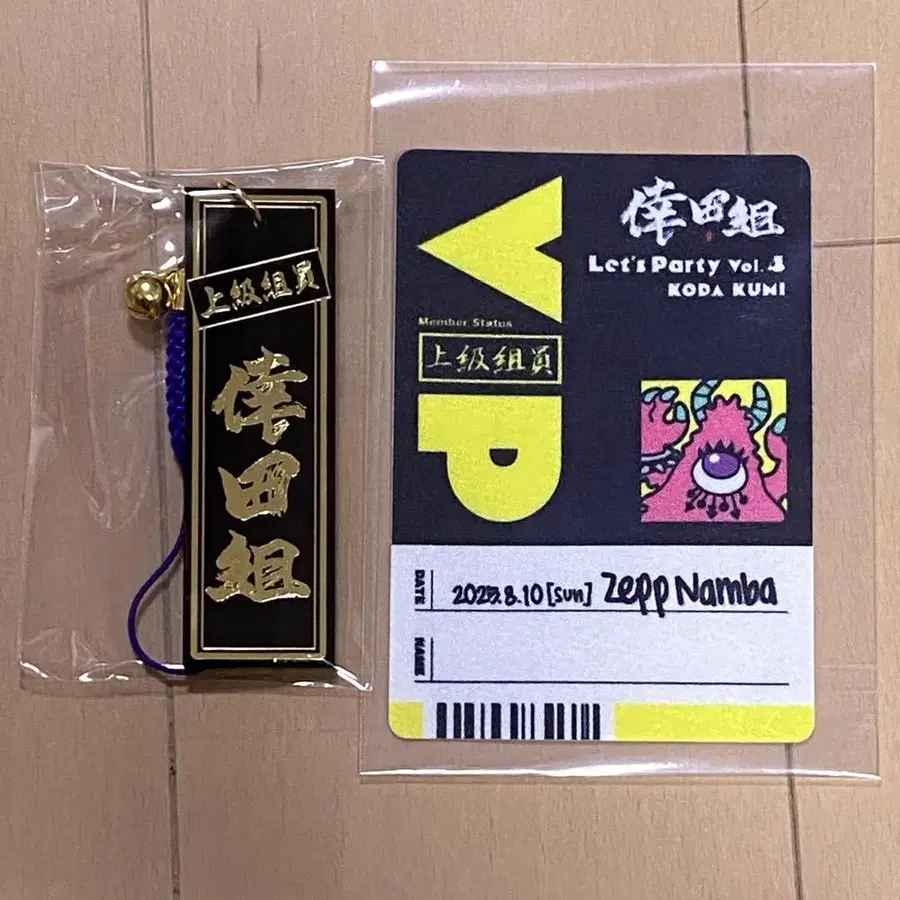 上級組員
倖田組
倖田組
Let's Party Vol.4
KODA KUMI
VIP
Member Status
上級組員
DATE 2025.8.10[sun] Zepp Namba
NAME